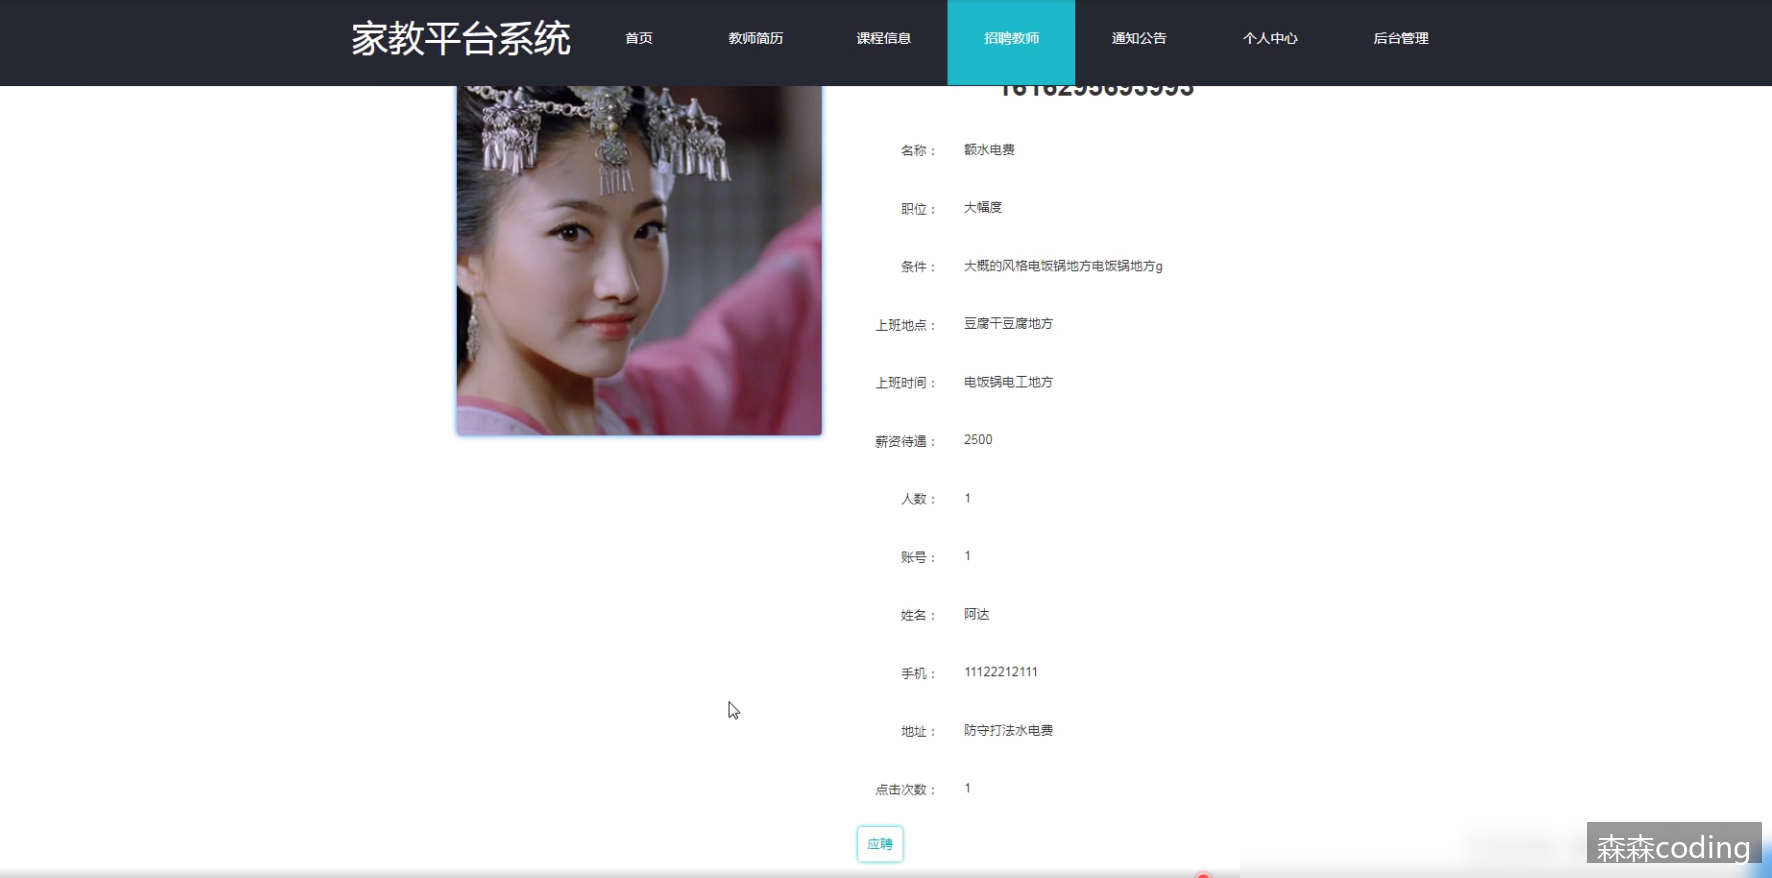 家教平台系统 首页 教师简历 课程信息 招聘教师 通知公告 个人中心 后台管理
1616295693993
名称： 额水电费
职位： 大幅度
条件： 大概的风格电饭锅地方电饭锅地方g
上班地点： 豆腐干豆腐地方
上班时间： 电饭锅电工地方
薪资待遇： 2500
人数： 1
账号： 1
姓名： 阿达
手机： 11122212111
地址： 防守打法水电费
点击次数： 1
应聘
森森coding